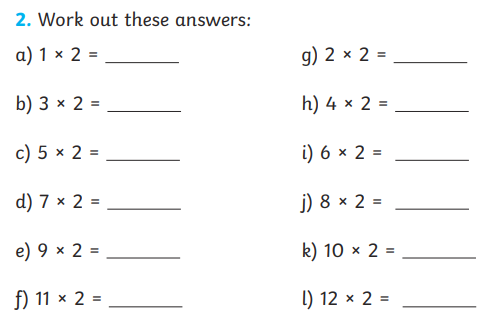 2. Work out these answers:
a) 1 × 2 = ________
g) 2 × 2 = ________
b) 3 × 2 = ________
h) 4 × 2 = ________
c) 5 × 2 = ________
i) 6 × 2 = ________
d) 7 × 2 = ________
j) 8 × 2 = ________
e) 9 × 2 = ________
k) 10 × 2 = ________
f) 11 × 2 = ________
l) 12 × 2 = ________